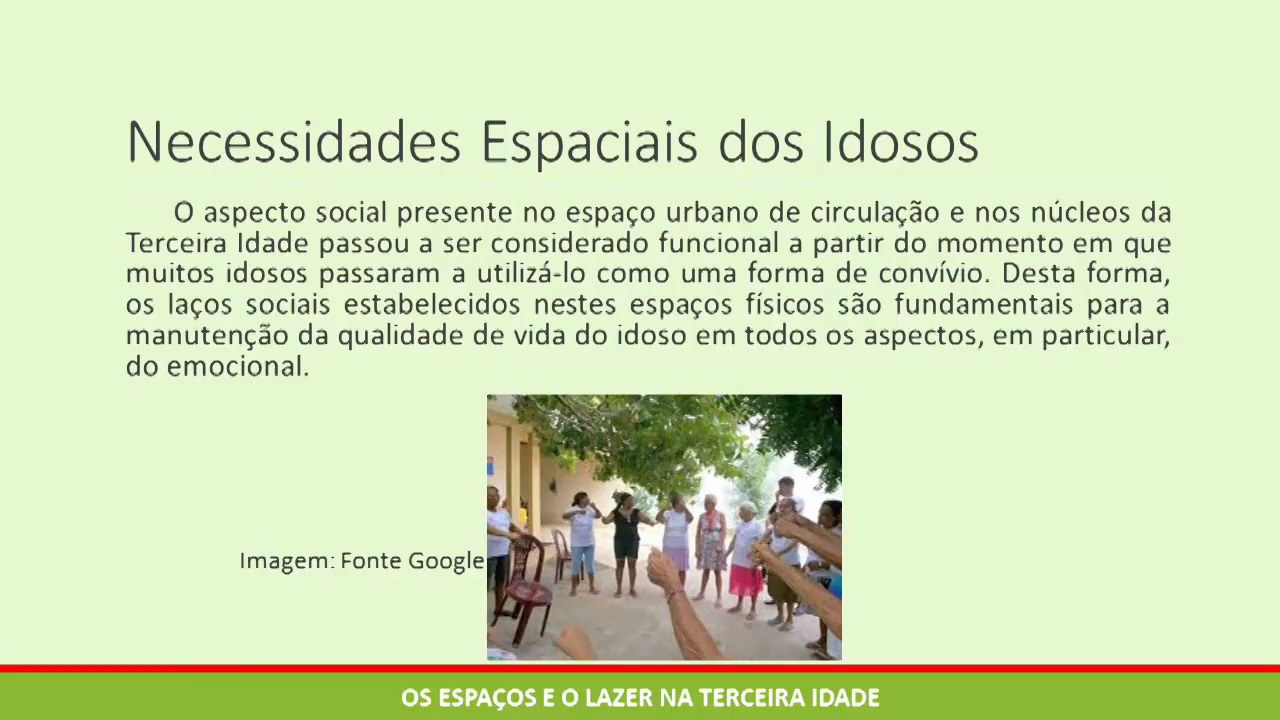 Necessidades Espaciais dos Idosos
O aspecto social presente no espaço urbano de circulação e nos núcleos da
Terceira Idade passou a ser considerado funcional a partir do momento em que
muitos idosos passaram a utilizá-lo como uma forma de convívio. Desta forma,
os laços sociais estabelecidos nestes espaços físicos são fundamentais para a
manutenção da qualidade de vida do idoso em todos os aspectos, em particular,
do emocional.
Imagem: Fonte Google
OS ESPAÇOS E O LAZER NA TERCEIRA IDADE